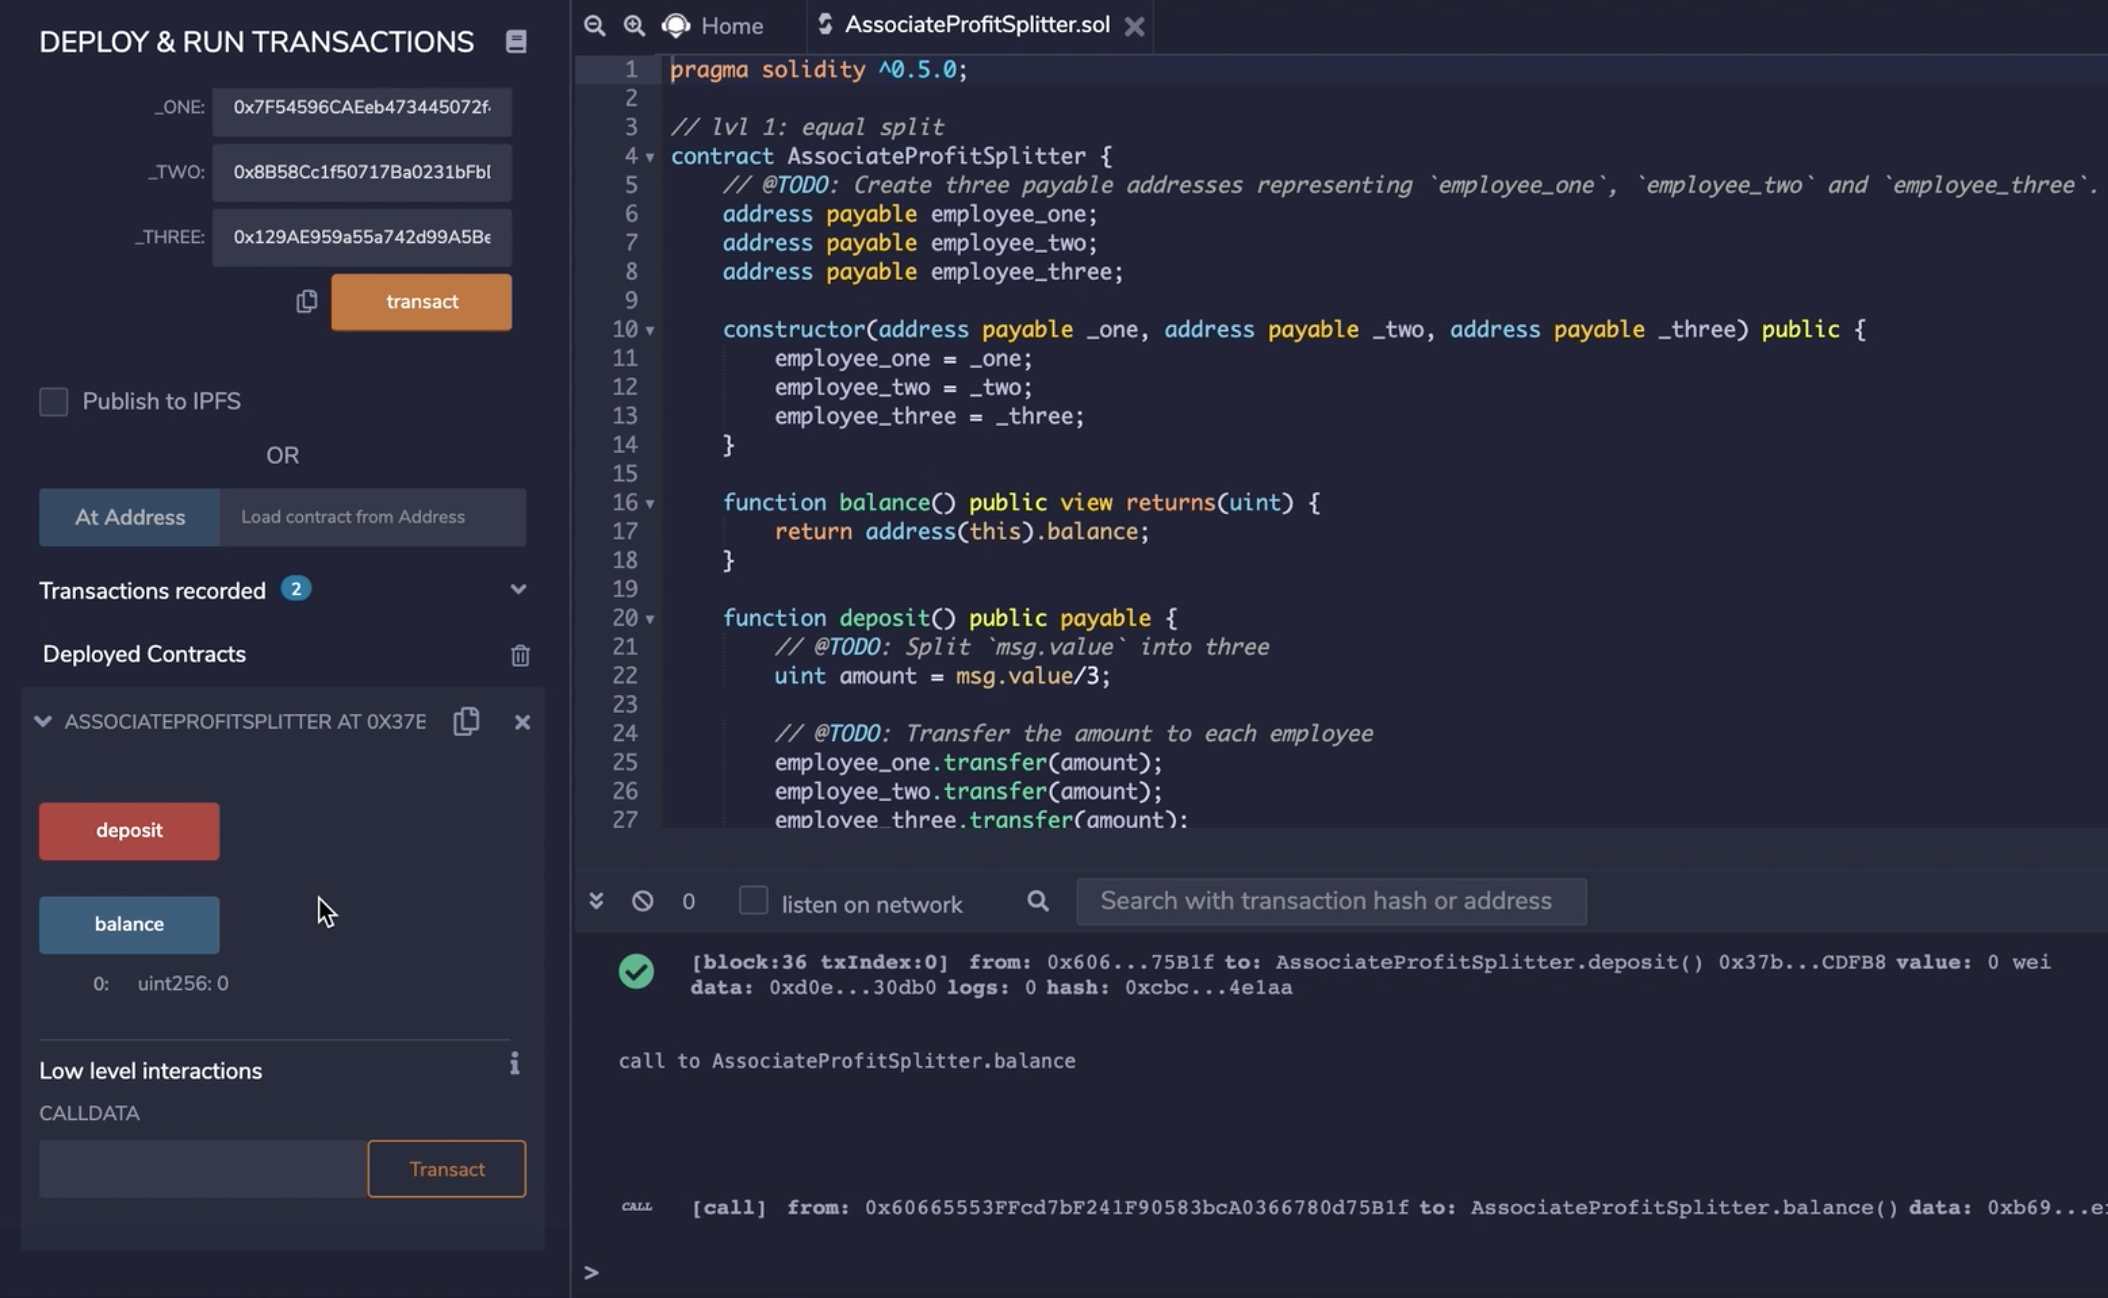 DEPLOY & RUN TRANSACTIONS
_ONE: 0x7F54596CAEeb473445072f
_TWO: 0x8B58Cc1f50717Ba0231bFb
_THREE: 0x129AE959a55a742d99A5Be
transact
Publish to IPFS
OR
At Address Load contract from Address
Transactions recorded 2
Deployed Contracts
ASSOCIATEPROFITSPLITTER AT 0X37B
deposit
balance
0: uint256: 0
Low level interactions i
CALLDATA
Transact
Home AssociateProfitSplitter.sol
1 pragma solidity ^0.5.0;
2
3 // lvl 1: equal split
4 contract AssociateProfitSplitter {
5 // @TODO: Create three payable addresses representing `employee_one`, `employee_two` and `employee_three`.
6 address payable employee_one;
7 address payable employee_two;
8 address payable employee_three;
9
10 constructor(address payable _one, address payable _two, address payable _three) public {
11 employee_one = _one;
12 employee_two = _two;
13 employee_three = _three;
14 }
15
16 function balance() public view returns(uint) {
17 return address(this).balance;
18 }
19
20 function deposit() public payable {
21 // @TODO: Split `msg.value` into three
22 uint amount = msg.value/3;
23
24 // @TODO: Transfer the amount to each employee
25 employee_one.transfer(amount);
26 employee_two.transfer(amount);
27 employee_three.transfer(amount);
0 listen on network Search with transaction hash or address
[block:36 txIndex:0] from: 0x606...75B1f to: AssociateProfitSplitter.deposit() 0x37b...CDFB8 value: 0 wei
data: 0xd0e...30db0 logs: 0 hash: 0xcbc...4e1aa
call to AssociateProfitSplitter.balance
CALL [call] from: 0x60665553FFcd7bF241F90583bcA0366780d75B1f to: AssociateProfitSplitter.balance() data: 0xb69...e
>